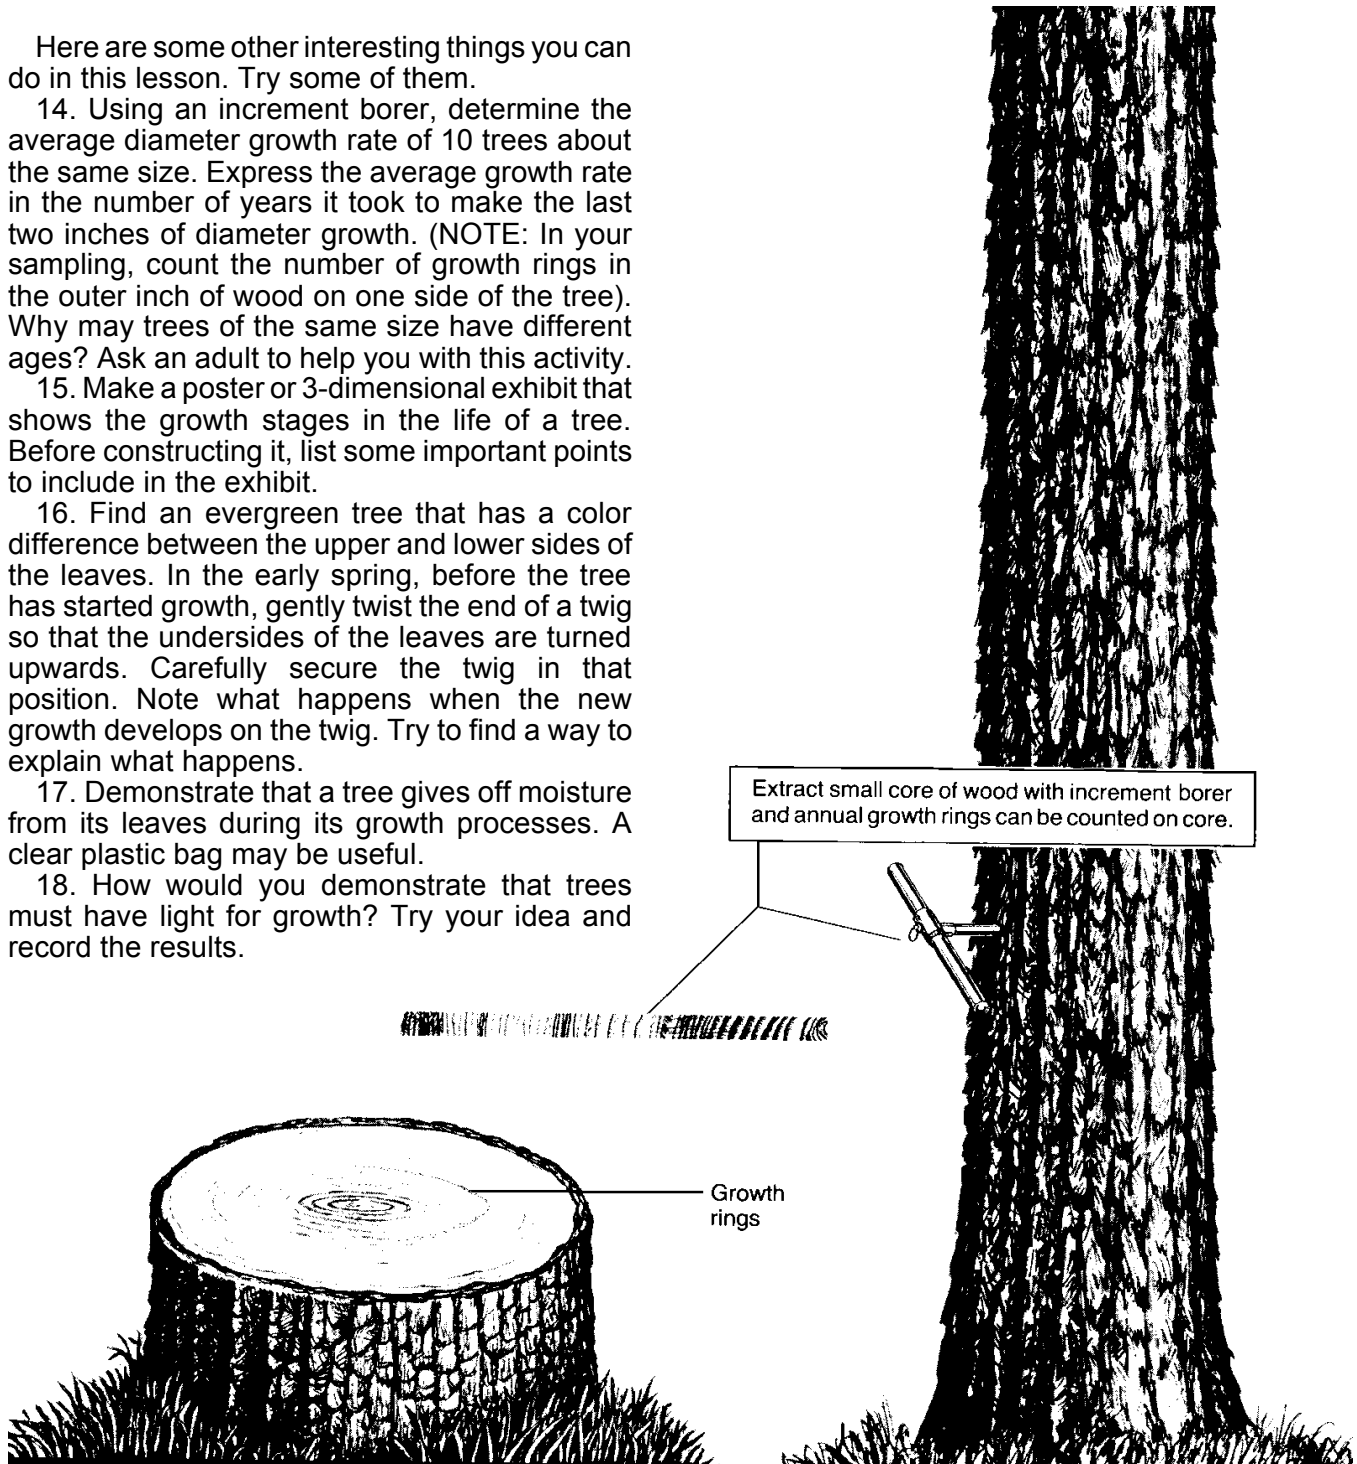 Here are some other interesting things you can
do in this lesson. Try some of them.
14. Using an increment borer, determine the
average diameter growth rate of 10 trees about
the same size. Express the average growth rate
in the number of years it took to make the last
two inches of diameter growth. (NOTE: In your
sampling, count the number of growth rings in
the outer inch of wood on one side of the tree).
Why may trees of the same size have different
ages? Ask an adult to help you with this activity.
15. Make a poster or 3-dimensional exhibit that
shows the growth stages in the life of a tree.
Before constructing it, list some important points
to include in the exhibit.
16. Find an evergreen tree that has a color
difference between the upper and lower sides of
the leaves. In the early spring, before the tree
has started growth, gently twist the end of a twig
so that the undersides of the leaves are turned
upwards. Carefully secure the twig in that
position. Note what happens when the new
growth develops on the twig. Try to find a way to
explain what happens.
17. Demonstrate that a tree gives off moisture
from its leaves during its growth processes. A
clear plastic bag may be useful.
18. How would you demonstrate that trees
must have light for growth? Try your idea and
record the results.
Extract small core of wood with increment borer
and annual growth rings can be counted on core.
Growth
rings